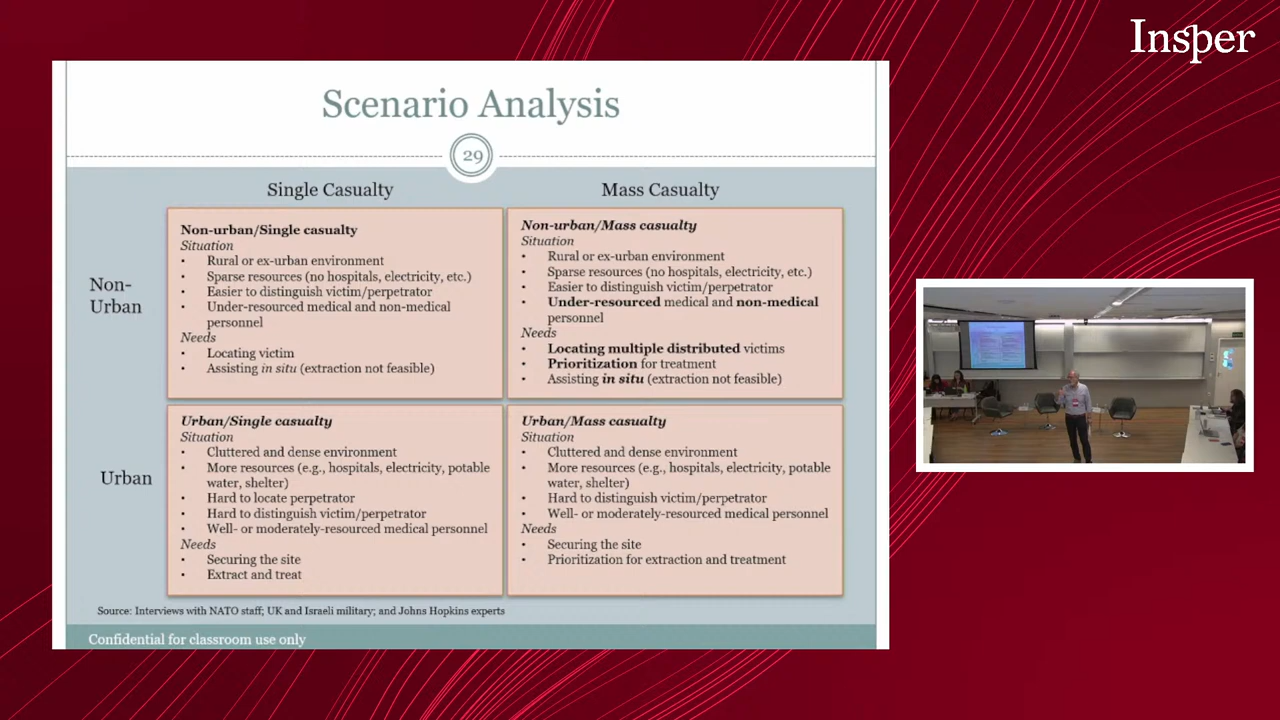 Insper
Scenario Analysis
29
Single Casualty
Mass Casualty
Non-
Urban
Non-urban/Single casualty
Situation
• Rural or ex-urban environment
• Sparse resources (no hospitals, electricity, etc.)
• Easier to distinguish victim/perpetrator
• Under-resourced medical and non-medical
personnel
Needs
• Locating victim
• Assisting in situ (extraction not feasible)
Non-urban/Mass casualty
Situation
• Rural or ex-urban environment
• Sparse resources (no hospitals, electricity, etc.)
• Easier to distinguish victim/perpetrator
• Under-resourced medical and non-medical
personnel
Needs
• Locating multiple distributed victims
• Prioritization for treatment
• Assisting in situ (extraction not feasible)
Urban
Urban/Single casualty
Situation
• Cluttered and dense environment
• More resources (e.g., hospitals, electricity, potable
water, shelter)
• Hard to locate perpetrator
• Hard to distinguish victim/perpetrator
• Well- or moderately-resourced medical personnel
Needs
• Securing the site
• Extract and treat
Urban/Mass casualty
Situation
• Cluttered and dense environment
• More resources (e.g., hospitals, electricity, potable
water, shelter)
• Hard to distinguish victim/perpetrator
• Well- or moderately-resourced medical personnel
Needs
• Securing the site
• Prioritization for extraction and treatment
Source: Interviews with NATO staff; UK and Israeli military; and Johns Hopkins experts
Confidential for classroom use only